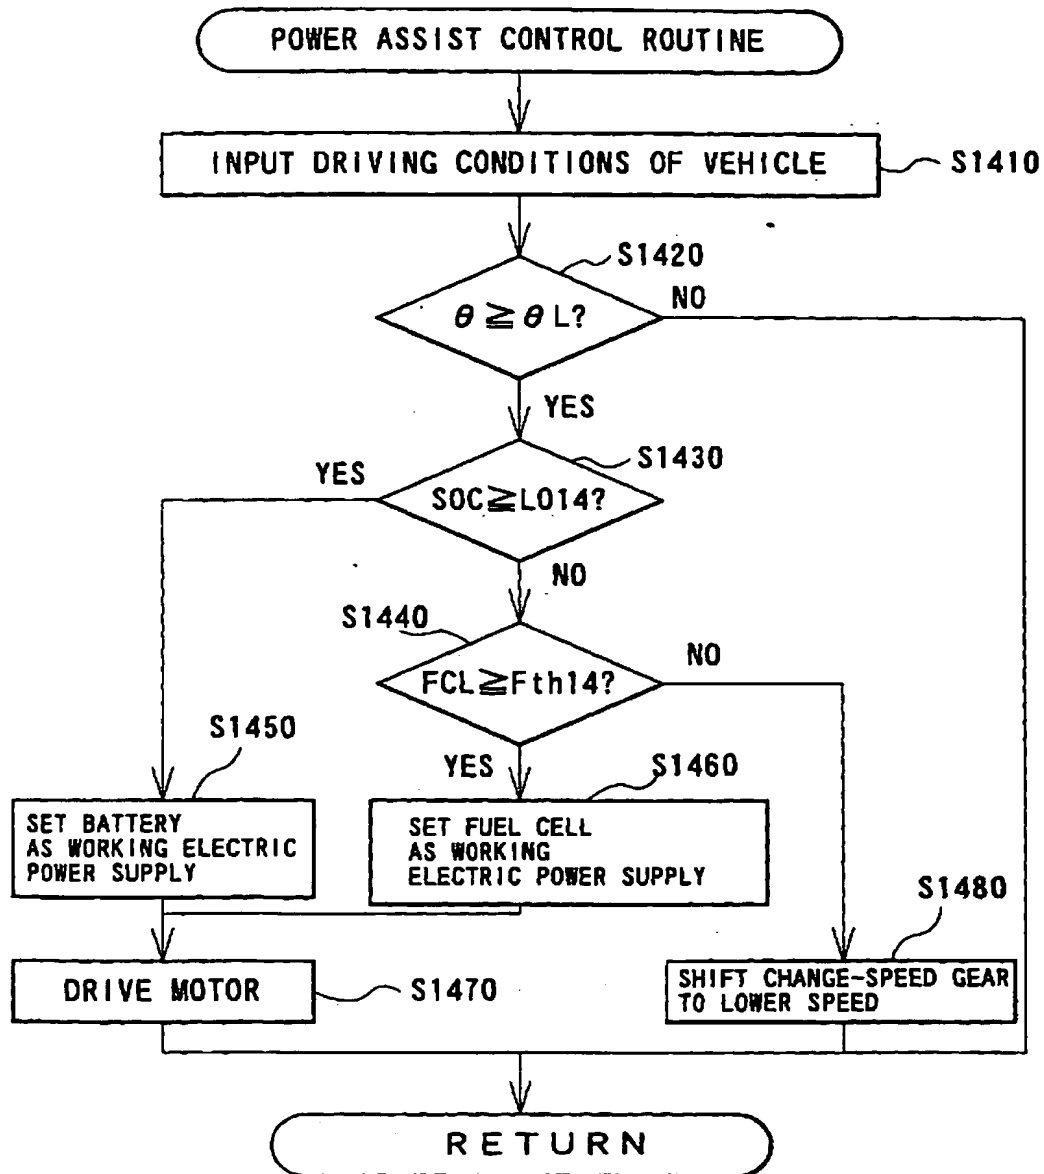 POWER ASSIST CONTROL ROUTINE
INPUT DRIVING CONDITIONS OF VEHICLE
S1410
S1420
θ ≧ θ L?
NO
YES
S1430
YES
SOC≧LO14?
NO
S1440
FCL≧Fth14?
NO
S1450
YES
S1460
SET BATTERY
AS WORKING ELECTRIC
POWER SUPPLY
SET FUEL CELL
AS WORKING
ELECTRIC POWER SUPPLY
S1480
DRIVE MOTOR
S1470
SHIFT CHANGE-SPEED GEAR
TO LOWER SPEED
RETURN